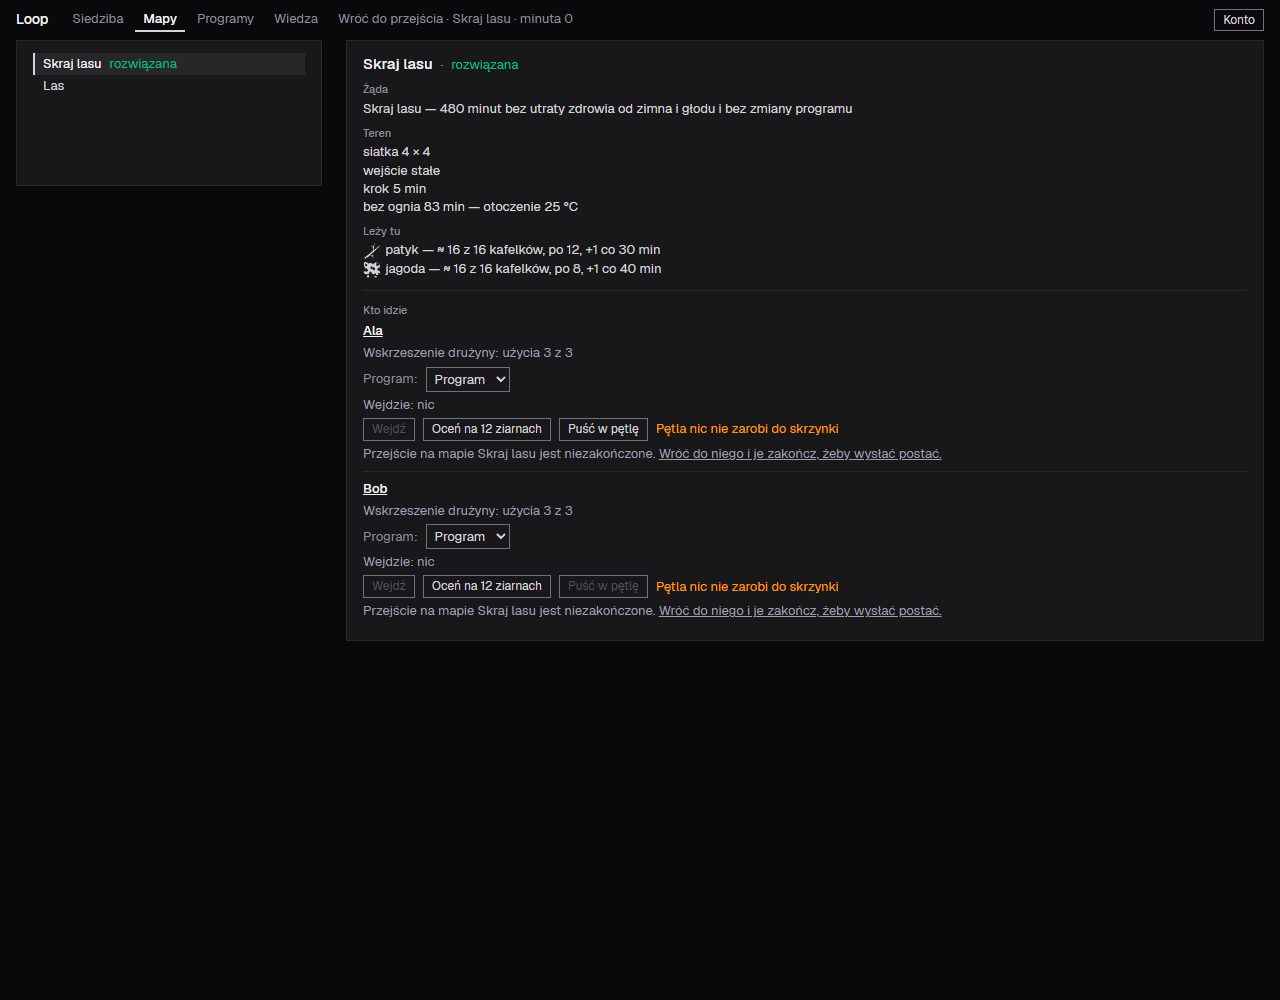 Loop Siedziba Mapy Programy Wiedza Wróć do przejścia · Skraj lasu · minuta 0 Konto
Skraj lasu rozwiązana
Las
Skraj lasu · rozwiązana
Żąda
Skraj lasu — 480 minut bez utraty zdrowia od zimna i głodu i bez zmiany programu
Teren
siatka 4 × 4
wejście stałe
krok 5 min
bez ognia 83 min — otoczenie 25 °C
Leży tu
patyk — ≈ 16 z 16 kafelków, po 12, +1 co 30 min
jagoda — ≈ 16 z 16 kafelków, po 8, +1 co 40 min
Kto idzie
Ala
Wskrzeszenie drużyny: użycia 3 z 3
Program: Program
Wejdzie: nic
Wejdź Oceń na 12 ziarnach Puść w pętlę Pętla nic nie zarobi do skrzynki
Przejście na mapie Skraj lasu jest niezakończone. Wróć do niego i je zakończ, żeby wysłać postać.
Bob
Wskrzeszenie drużyny: użycia 3 z 3
Program: Program
Wejdzie: nic
Wejdź Oceń na 12 ziarnach Puść w pętlę Pętla nic nie zarobi do skrzynki
Przejście na mapie Skraj lasu jest niezakończone. Wróć do niego i je zakończ, żeby wysłać postać.